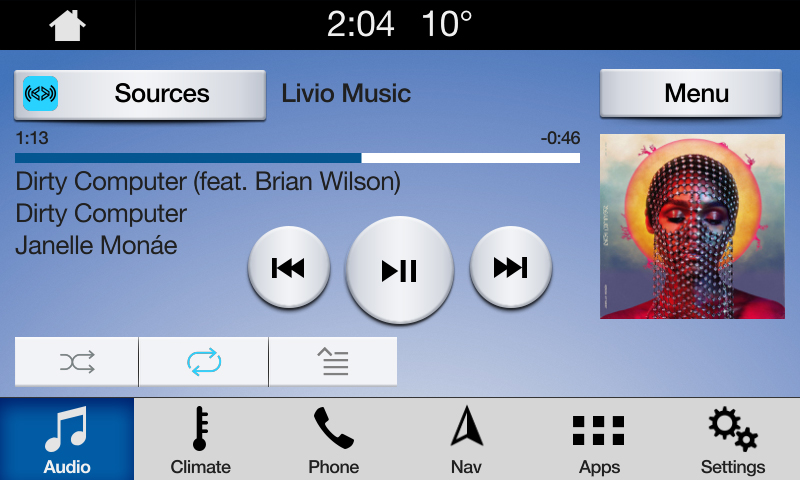 2:04 10°
Sources
Livio Music
Menu
1:13
-0:46
Dirty Computer (feat. Brian Wilson)
Dirty Computer
Janelle Monáe
Audio
Climate
Phone
Nav
Apps
Settings